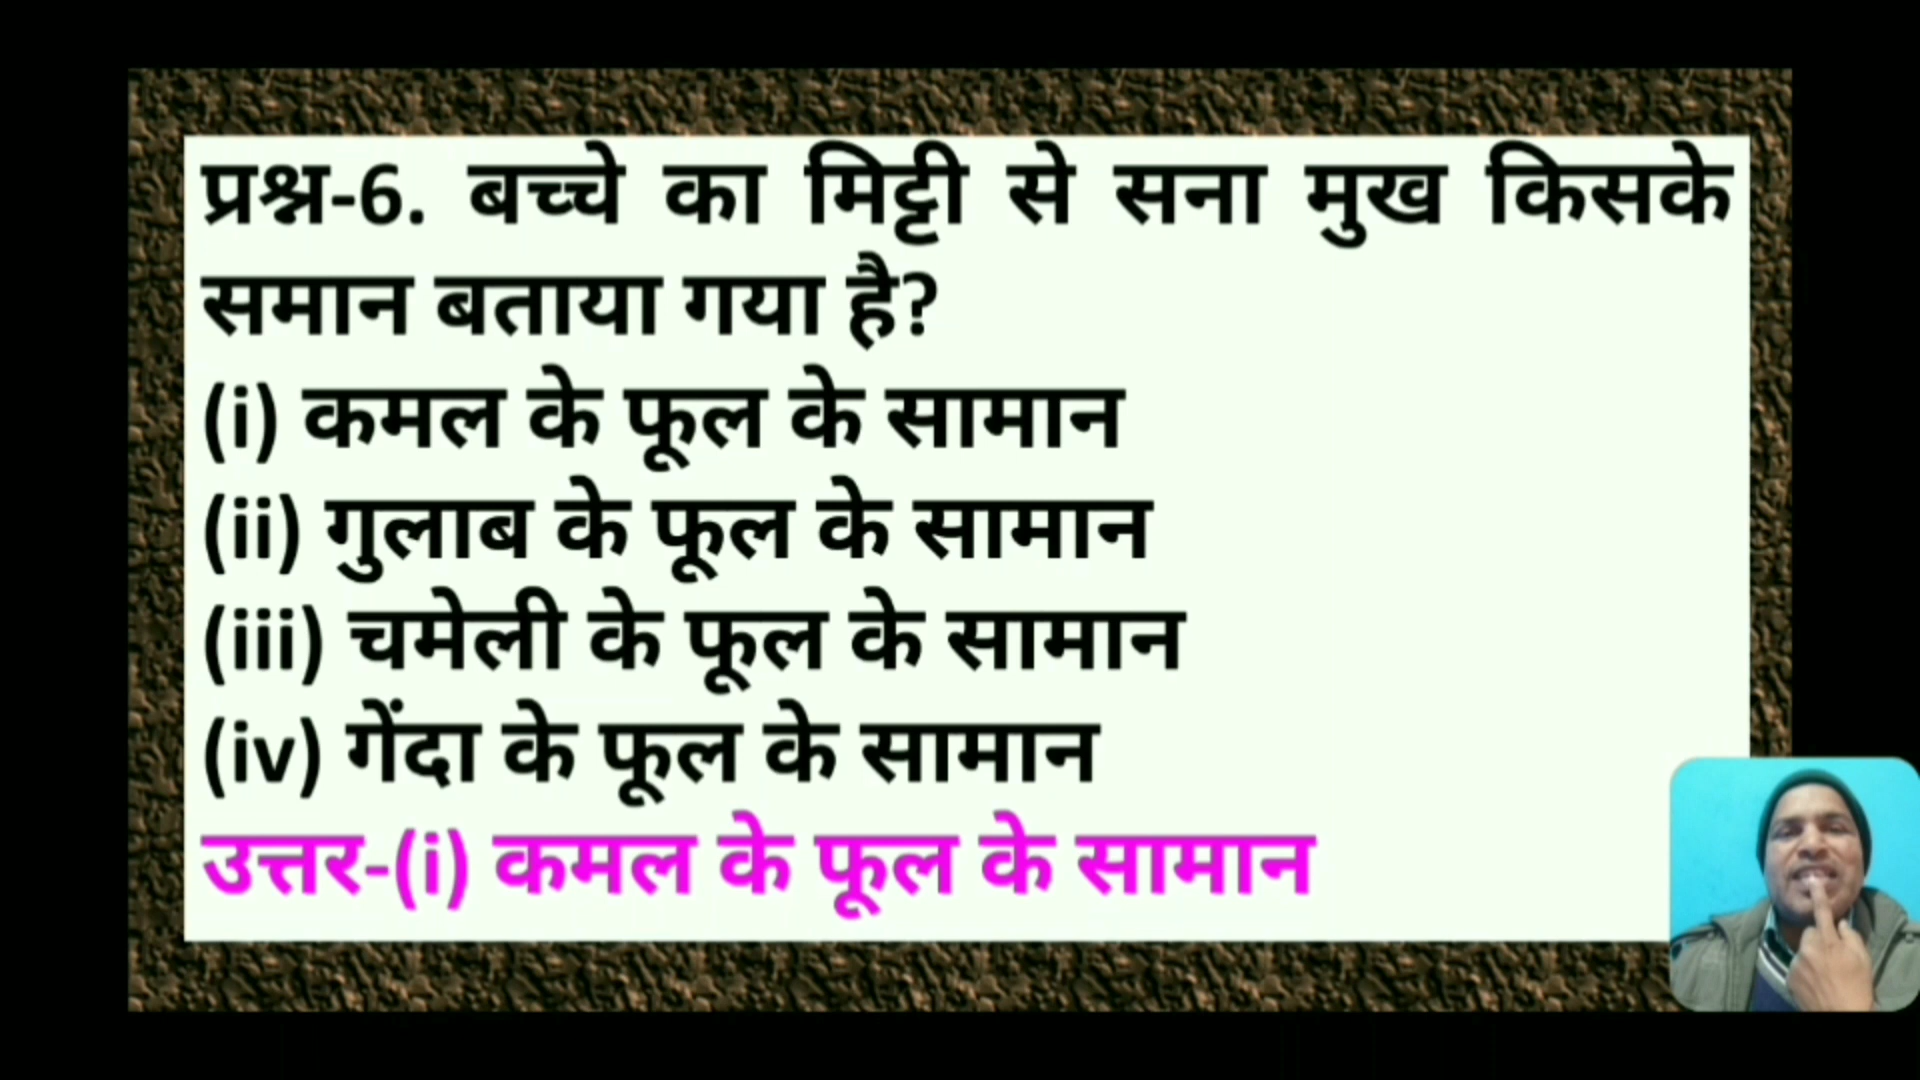 प्रश्न-6. बच्चे का मिट्टी से सना मुख किसके
समान बताया गया है?
(i) कमल के फूल के सामान
(ii) गुलाब के फूल के सामान
(iii) चमेली के फूल के सामान
(iv) गेंदा के फूल के सामान
उत्तर-(i) कमल के फूल के सामान